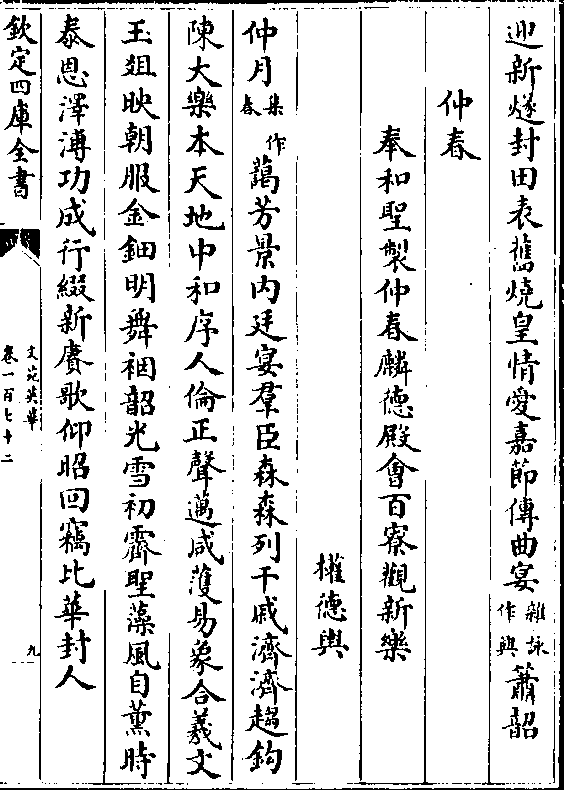 迎新燧封田表舊燒皇情愛嘉節傳曲宴雜詠作與蕭韶
仲春
奉和聖製仲春麟德殿會百寮觀新樂
權德輿
仲月集作春藹芳景內廷宴羣臣森森列干戚濟濟趨鈎
陳大樂本天地中和序人倫正聲邁咸頀易象合羲文
玉爼映朝服金鈿明舞裀韶光雪初霽聖藻風自薰時
泰恩澤溥功成行綴新賡歌仰昭回竊比華封人
欽定四庫全書
文苑英華
卷一百七十二
九